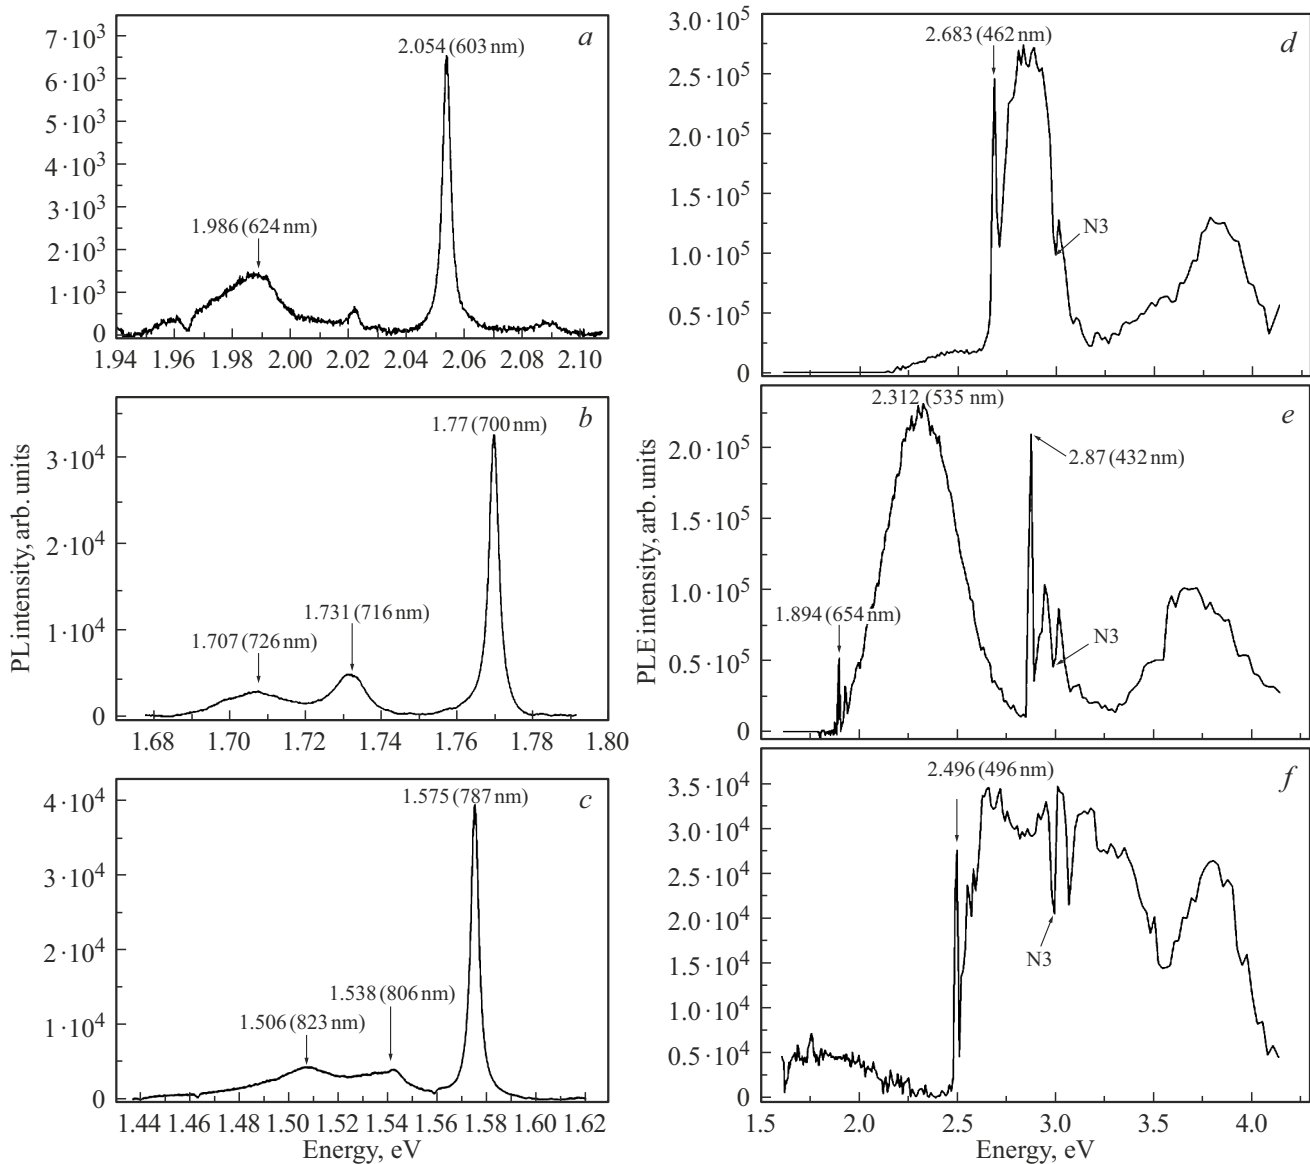 a
7·10³
6·10³
5·10³
4·10³
3·10³
2·10³
1·10³
0
2.054 (603 nm)
1.986 (624 nm)
1.94 1.96 1.98 2.00 2.02 2.04 2.06 2.08 2.10
b
3·10⁴
2·10⁴
1·10⁴
0
1.77 (700 nm)
1.731 (716 nm)
1.707 (726 nm)
1.68 1.70 1.72 1.74 1.76 1.78 1.80
PL intensity, arb. units
c
4·10⁴
3·10⁴
2·10⁴
1·10⁴
0
1.575 (787 nm)
1.538 (806 nm)
1.506 (823 nm)
1.44 1.46 1.48 1.50 1.52 1.54 1.56 1.58 1.60 1.62
Energy, eV
d
3.0·10⁵
2.5·10⁵
2.0·10⁵
1.5·10⁵
1.0·10⁵
0.5·10⁵
0
2.683 (462 nm)
N3
e
2.0·10⁵
1.5·10⁵
1.0·10⁵
0.5·10⁵
0
2.312 (535 nm)
2.87 (432 nm)
1.894 (654 nm)
N3
PLE intensity, arb. units
f
3.5·10⁴
3.0·10⁴
2.5·10⁴
2.0·10⁴
1.5·10⁴
1.0·10⁴
0.5·10⁴
0
2.496 (496 nm)
N3
1.5 2.0 2.5 3.0 3.5 4.0
Energy, eV